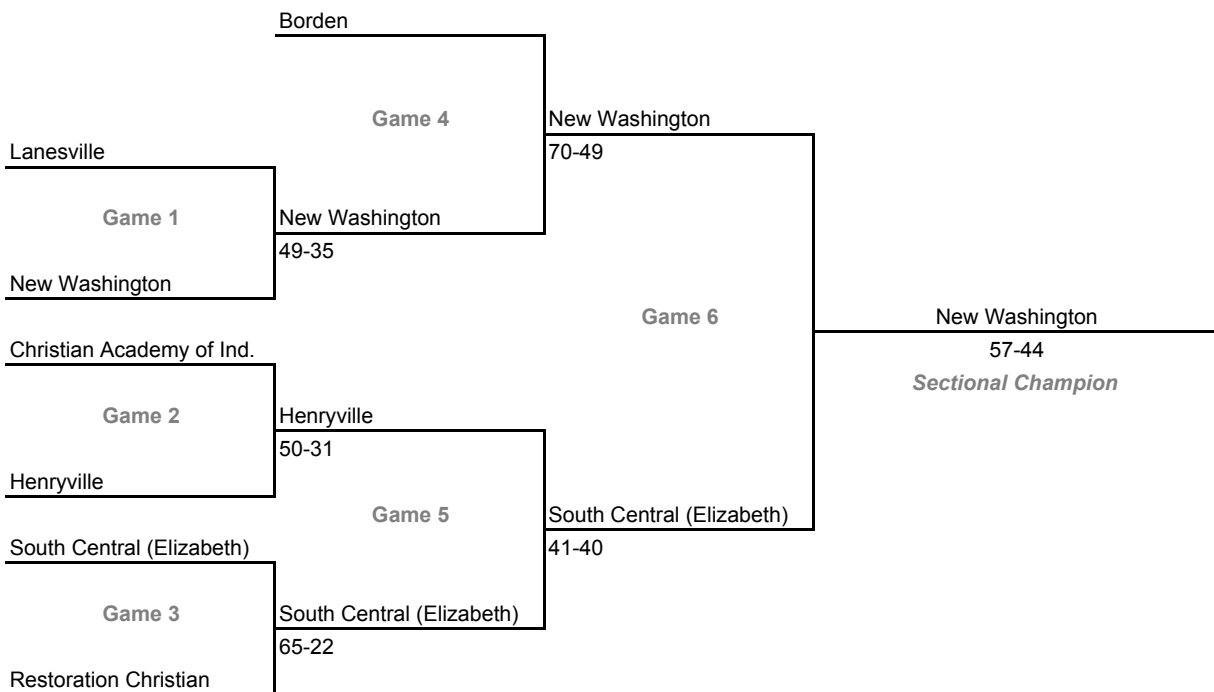 Borden
Game 4
New Washington
Lanesville
70-49
Game 1
New Washington
49-35
New Washington
Game 6
New Washington
Christian Academy of Ind.
57-44
Sectional Champion
Game 2
Henryville
50-31
Henryville
Game 5
South Central (Elizabeth)
South Central (Elizabeth)
41-40
Game 3
South Central (Elizabeth)
65-22
Restoration Christian